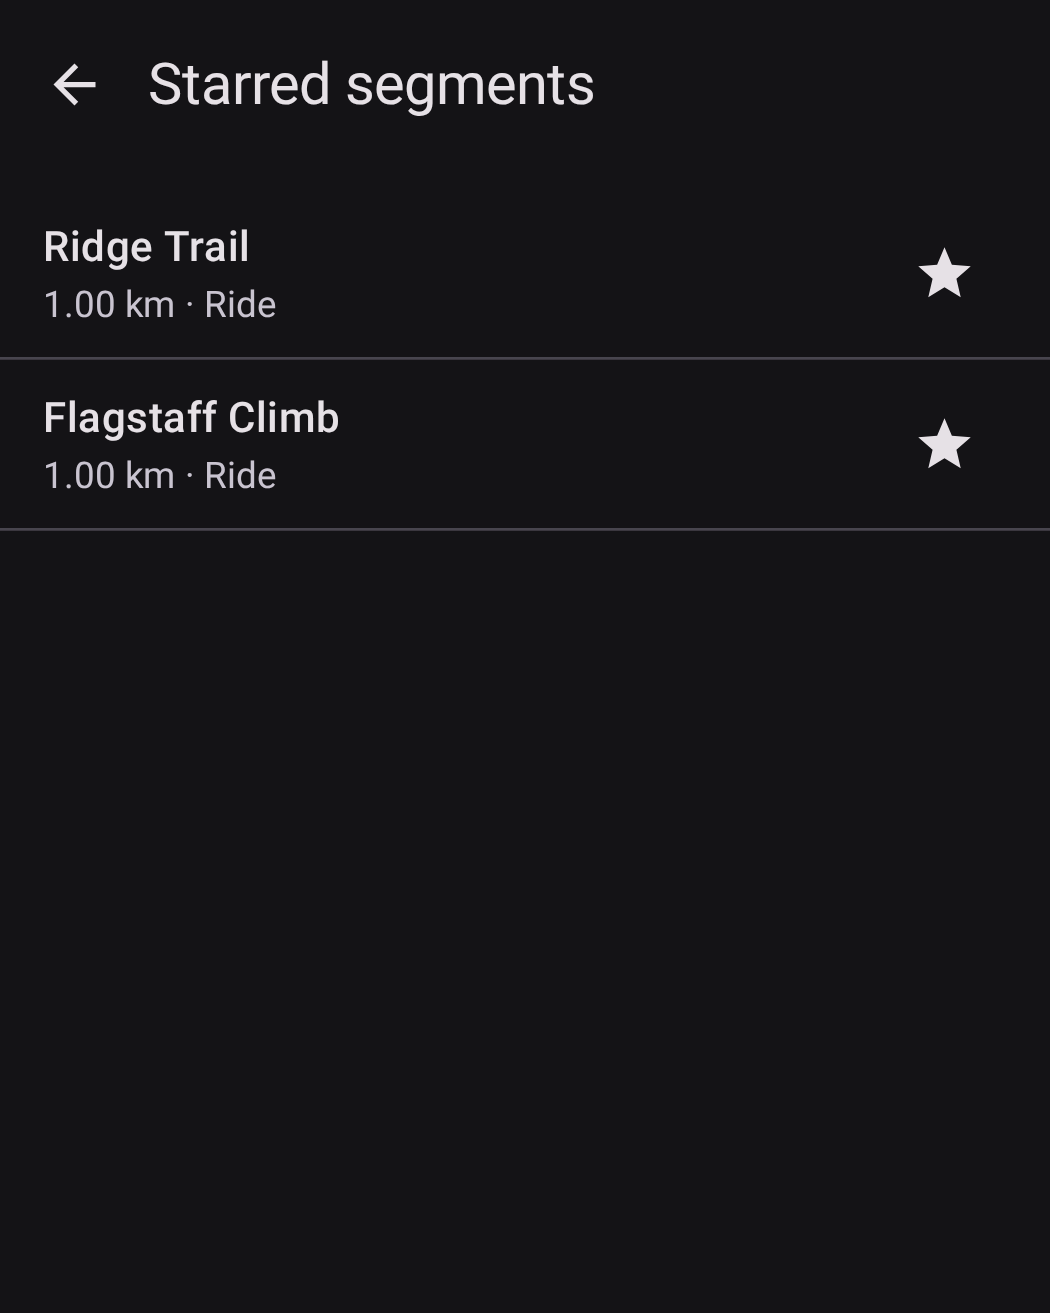 Starred segments
Ridge Trail
1.00 km · Ride
Flagstaff Climb
1.00 km · Ride